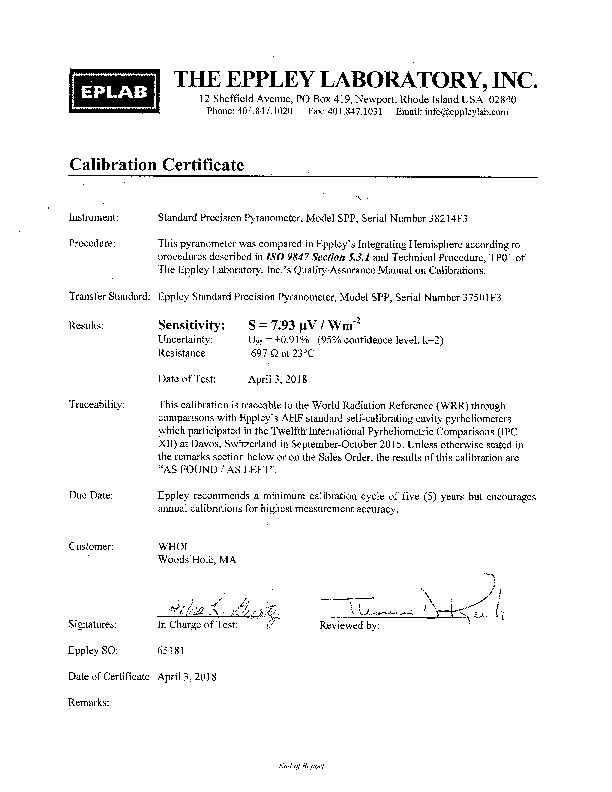 EPLAB
THE EPPLEY LABORATORY, INC.
12 Sheffield Avenue, PO Box 419, Newport, Rhode Island USA 02840
Phone: 401.847.1020 Fax: 401.847.1031 Email: info@eppleylab.com
Calibration Certificate
Instrument: Standard Precision Pyranometer, Model SPP, Serial Number 38214F3
Procedure: This pyranometer was compared in Eppley's Integrating Hemisphere according to
procedures described in ISO 9847 Section 5.3.1 and Technical Procedure, TP01 of
The Eppley Laboratory, Inc.'s Quality Assurance Manual on Calibrations.
Transfer Standard: Eppley Standard Precision Pyranometer, Model SPP, Serial Number 37501F3
Results: Sensitivity: S = 7.93 µV / Wm⁻²
Uncertainty: U₉₅ = ±0.91% (95% confidence level, k=2)
Resistance 697 Ω at 23°C
Date of Test: April 3, 2018
Traceability: This calibration is traceable to the World Radiation Reference (WRR) through
comparisons with Eppley's AHF standard self-calibrating cavity pyrheliometers
which participated in the Twelfth International Pyrheliometric Comparisons (IPC
XII) at Davos, Switzerland in September-October 2015. Unless otherwise stated in
the remarks section below or on the Sales Order, the results of this calibration are
"AS FOUND / AS LEFT".
Due Date: Eppley recommends a minimum calibration cycle of five (5) years but encourages
annual calibrations for highest measurement accuracy.
Customer: WHOI
Woods Hole, MA
Signatures: In Charge of Test: Reviewed by:
Eppley SO: 65181
Date of Certificate April 3, 2018
Remarks:
End of Report